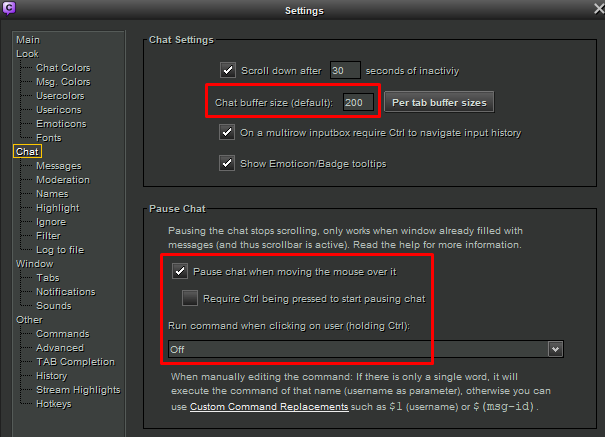 Settings
Main
Look
Chat Colors
Msg. Colors
Usercolors
Usericons
Emoticons
Fonts
Chat
Messages
Moderation
Names
Highlight
Ignore
Filter
Log to file
Window
Tabs
Notifications
Sounds
Other
Commands
Advanced
TAB Completion
History
Stream Highlights
Hotkeys
Chat Settings
Scroll down after 30 seconds of inactiviy
Chat buffer size (default): 200 Per tab buffer sizes
On a multirow inputbox require Ctrl to navigate input history
Show Emoticon/Badge tooltips
Pause Chat
Pausing the chat stops scrolling, only works when window already filled with
messages (and thus scrollbar is active). Read the help for more information.
Pause chat when moving the mouse over it
Require Ctrl being pressed to start pausing chat
Run command when clicking on user (holding Ctrl):
Off
When manually editing the command: If there is only a single word, it will
execute the command of that name (username as parameter), otherwise you can
use Custom Command Replacements such as $1 (username) or $(msg-id).